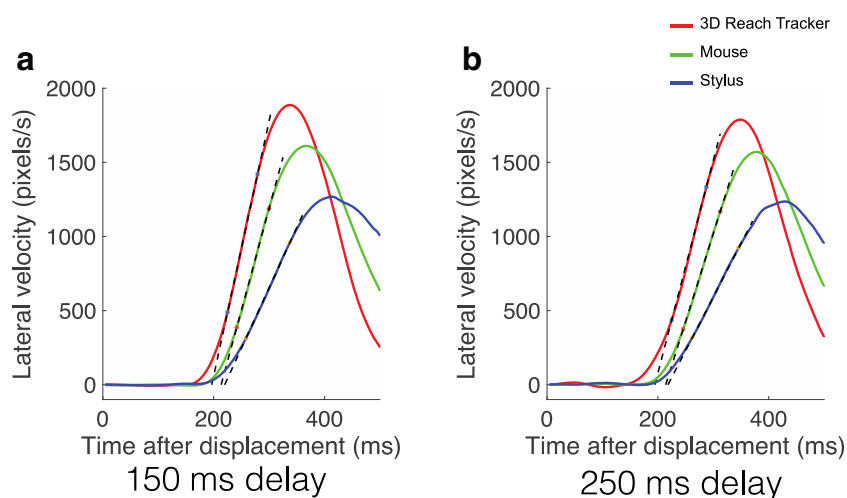 3D Reach Tracker
Mouse
Stylus
a
2000
1500
1000
500
0
0
200
400
Lateral velocity (pixels/s)
Time after displacement (ms)
150 ms delay
b
2000
1500
1000
500
0
0
200
400
Lateral velocity (pixels/s)
Time after displacement (ms)
250 ms delay